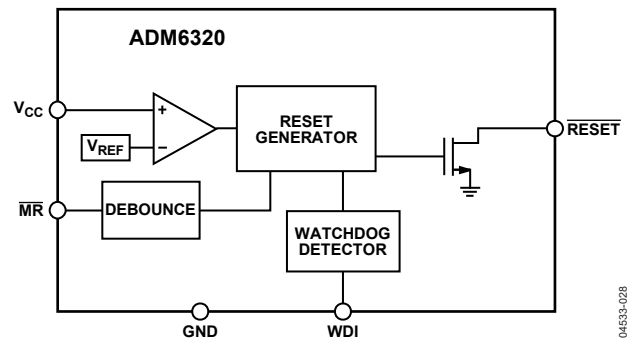 ADM6320
VCC
+
VREF
–
RESET
GENERATOR
RESET
MR
DEBOUNCE
WATCHDOG
DETECTOR
GND
WDI
04533-028